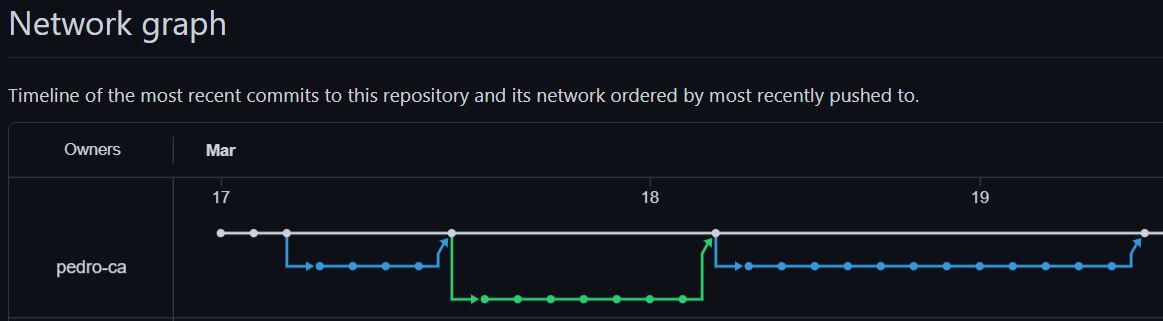 Network graph
Timeline of the most recent commits to this repository and its network ordered by most recently pushed to.
Owners Mar
17 18 19
pedro-ca